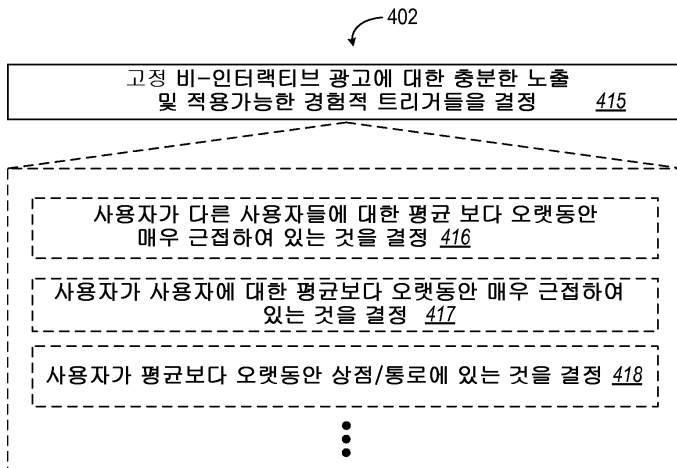 402
고정 비-인터랙티브 광고에 대한 충분한 노출
및 적용가능한 경험적 트리거들을 결정 415
사용자가 다른 사용자들에 대한 평균 보다 오랫동안
매우 근접하여 있는 것을 결정 416
사용자가 사용자에 대한 평균보다 오랫동안 매우 근접하여
있는 것을 결정 417
사용자가 평균보다 오랫동안 상점/통로에 있는 것을 결정 418